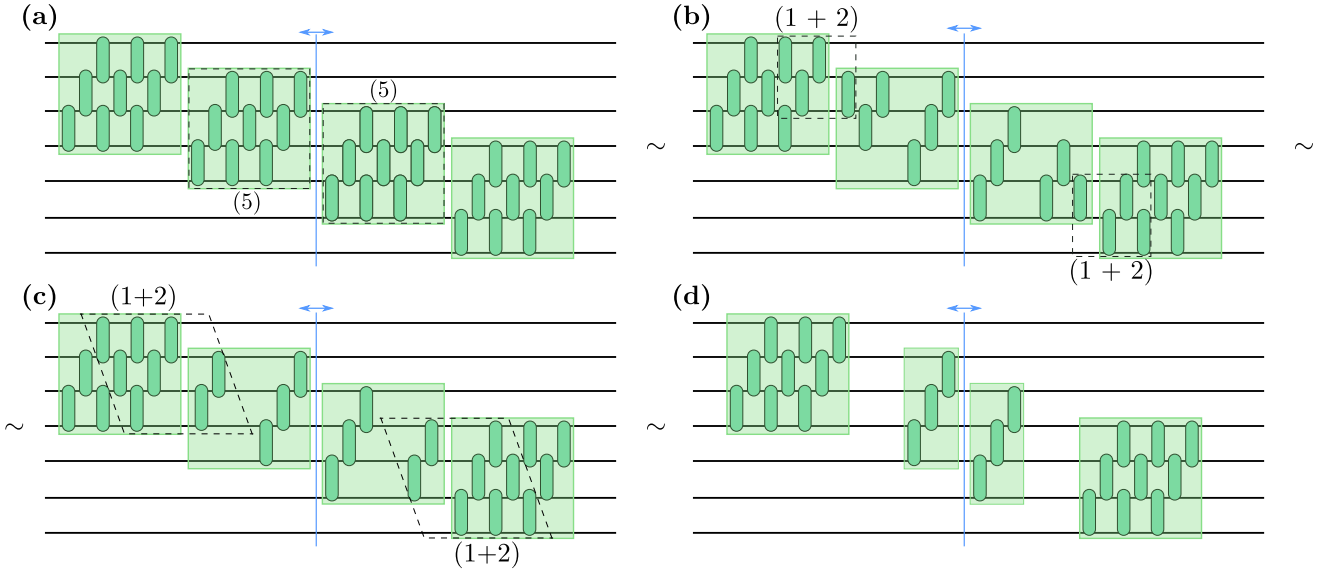 (a)
(5)
(5)
(b)
(1 + 2)
(1 + 2)
~
~
(c)
(1+2)
(1+2)
~
~
(d)